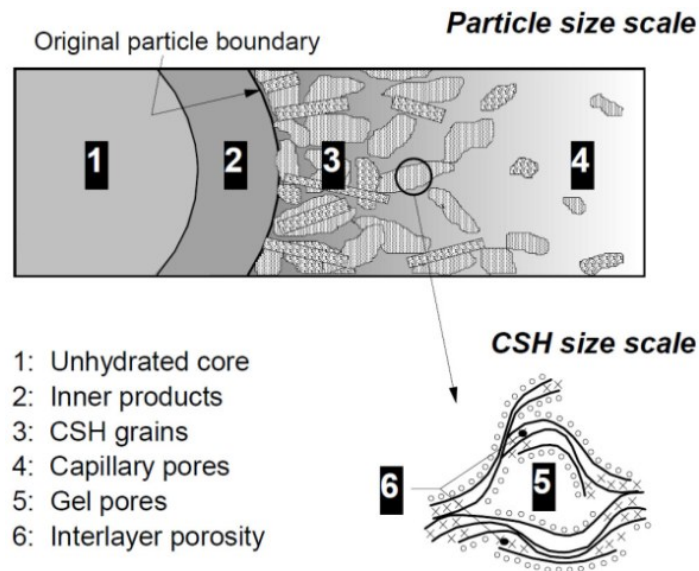 Particle size scale
Original particle boundary
1
2
3
4
CSH size scale
1: Unhydrated core
2: Inner products
3: CSH grains
4: Capillary pores
5: Gel pores
6: Interlayer porosity
6
5